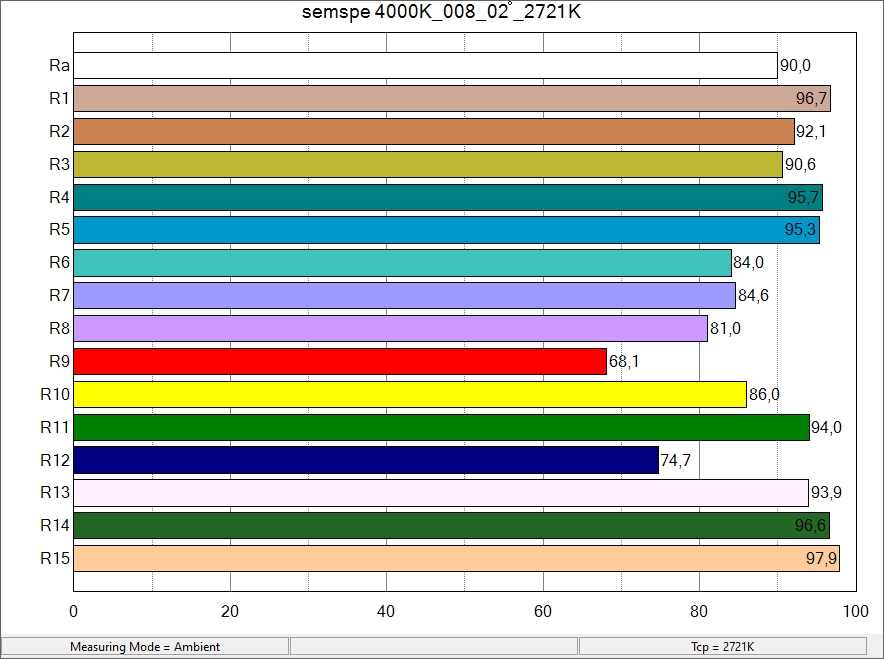 semspe 4000K_008_02°_2721K
Ra 90,0
R1 96,7
R2 92,1
R3 90,6
R4 95,7
R5 95,3
R6 84,0
R7 84,6
R8 81,0
R9 68,1
R10 86,0
R11 94,0
R12 74,7
R13 93,9
R14 96,6
R15 97,9
0 20 40 60 80 100
Measuring Mode = Ambient Tcp = 2721K